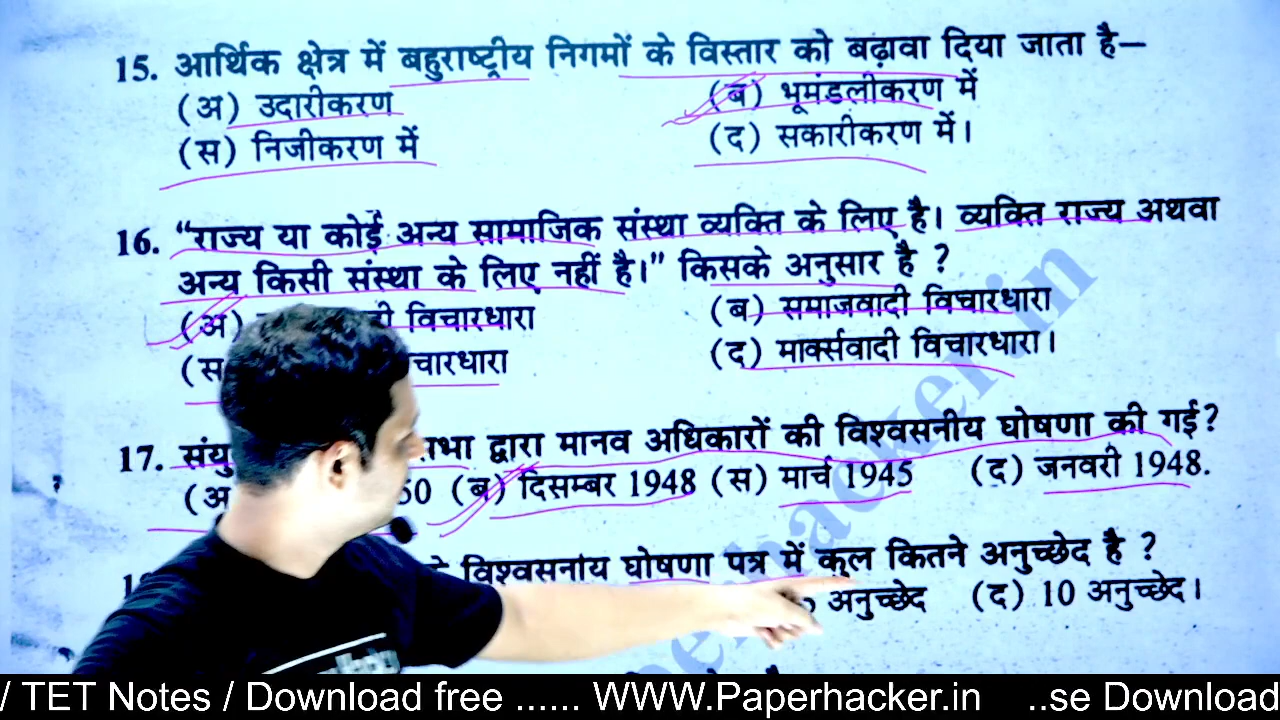 15. आर्थिक क्षेत्र में बहुराष्ट्रीय निगमों के विस्तार को बढ़ावा दिया जाता है—
(अ) उदारीकरण (ब) भूमंडलीकरण में
(स) निजीकरण में (द) सकारीकरण में।
16. “राज्य या कोई अन्य सामाजिक संस्था व्यक्ति के लिए है। व्यक्ति राज्य अथवा
अन्य किसी संस्था के लिए नहीं है।” किसके अनुसार है ?
(अ) विचारधारा (ब) समाजवादी विचारधारा
(स (द) मार्क्सवादी विचारधारा।
17. द्वारा मानव अधिकारों की विश्वसनीय घोषणा की गई?
(अ 50 (ब) दिसम्बर 1948 (स) मार्च 1945 (द) जनवरी 1948.
विश्वसनीय घोषणा पत्र में कुल कितने अनुच्छेद है ?
अनुच्छेद (द) 10 अनुच्छेद।
Paperhacker.in
/ TET Notes / Download free ...... WWW.Paperhacker.in ..se Download